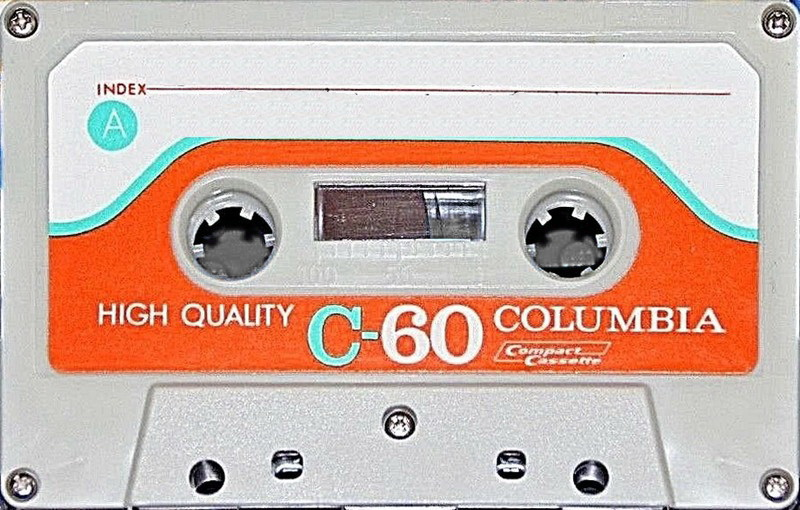 INDEX
A
HIGH QUALITY C-60 COLUMBIA
Compact
Cassette